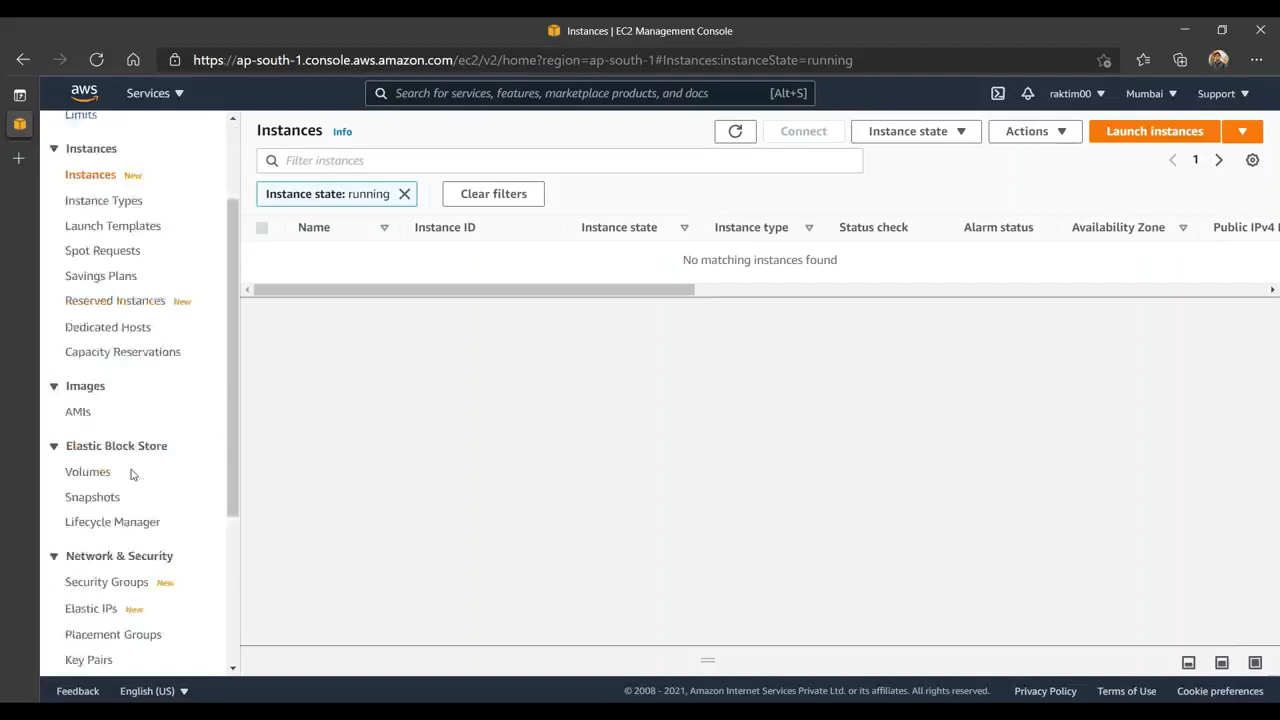 Instances | EC2 Management Console
https://ap-south-1.console.aws.amazon.com/ec2/v2/home?region=ap-south-1#Instances:instanceState=running
aws
Services
Search for services, features, marketplace products, and docs
[Alt+S]
raktim00
Mumbai
Support
Limits
Instances
Instances New
Instance Types
Launch Templates
Spot Requests
Savings Plans
Reserved Instances New
Dedicated Hosts
Capacity Reservations
Images
AMIs
Elastic Block Store
Volumes
Snapshots
Lifecycle Manager
Network & Security
Security Groups New
Elastic IPs New
Placement Groups
Key Pairs
Instances Info
Connect
Instance state
Actions
Launch instances
Filter instances
1
Instance state: running
Clear filters
Name
Instance ID
Instance state
Instance type
Status check
Alarm status
Availability Zone
Public IPv4
No matching instances found
Feedback
English (US)
© 2008 - 2021, Amazon Internet Services Private Ltd. or its affiliates. All rights reserved.
Privacy Policy
Terms of Use
Cookie preferences